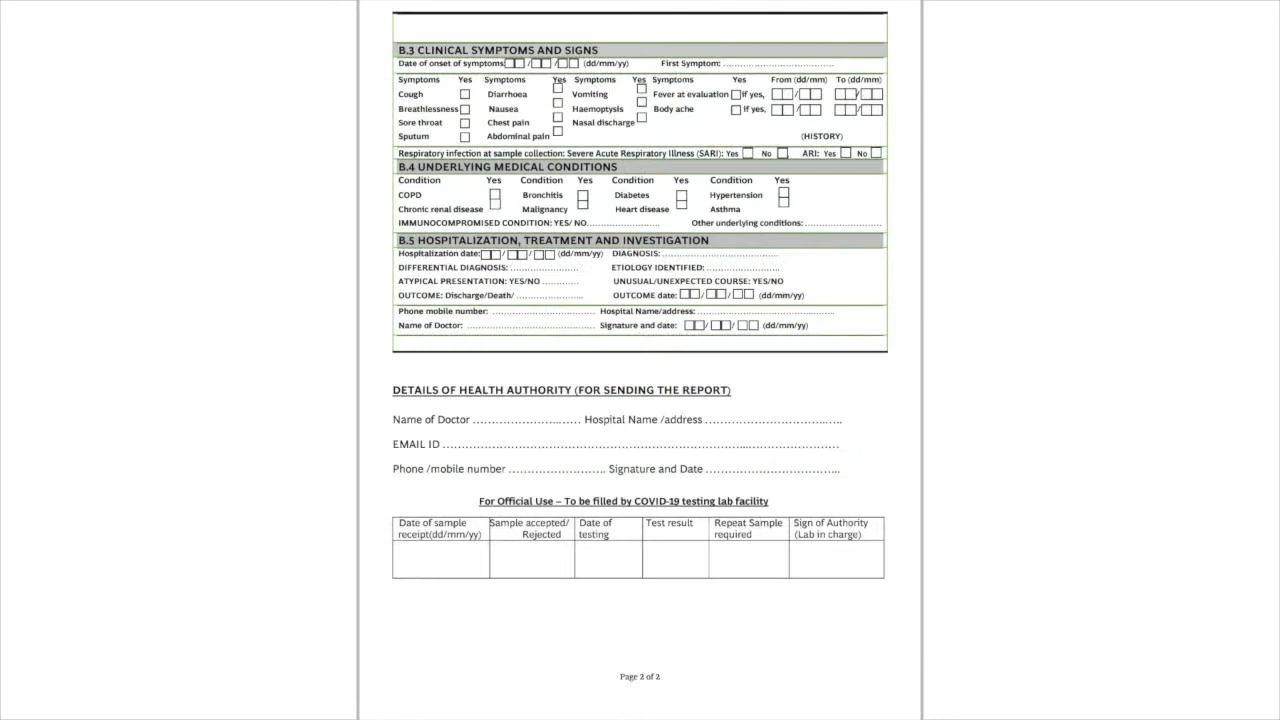 B.3 CLINICAL SYMPTOMS AND SIGNS
Date of onset of symptoms: / / (dd/mm/yy) First Symptom: ……………………………
Symptoms Yes Symptoms Yes Symptoms Yes Symptoms Yes From (dd/mm) To (dd/mm)
Cough Diarrhoea Vomiting Fever at evaluation if yes, / /
Breathlessness Nausea Haemoptysis Body ache if yes, / /
Sore throat Chest pain Nasal discharge
Sputum Abdominal pain (HISTORY)
Respiratory infection at sample collection: Severe Acute Respiratory Illness (SARI): Yes No ARI: Yes No
B.4 UNDERLYING MEDICAL CONDITIONS
Condition Yes Condition Yes Condition Yes Condition Yes
COPD Bronchitis Diabetes Hypertension
Chronic renal disease Malignancy Heart disease Asthma
IMMUNOCOMPROMISED CONDITION: YES/ NO…………………… Other underlying conditions: ……………………
B.5 HOSPITALIZATION, TREATMENT AND INVESTIGATION
Hospitalization date: / / (dd/mm/yy) DIAGNOSIS: ………………………………
DIFFERENTIAL DIAGNOSIS: …………………. ETIOLOGY IDENTIFIED: …………………..
ATYPICAL PRESENTATION: YES/NO ………… UNUSUAL/UNEXPECTED COURSE: YES/NO
OUTCOME: Discharge/Death/ ………………… OUTCOME date: / / (dd/mm/yy)
Phone mobile number: …………………………… Hospital Name/address: …………………………………….
Name of Doctor: ………………………………….. Signature and date: / / (dd/mm/yy)
DETAILS OF HEALTH AUTHORITY (FOR SENDING THE REPORT)
Name of Doctor …………………..…… Hospital Name /address …………………………..…..
EMAIL ID ………………………………………………………………...……………………
Phone /mobile number ……………………. Signature and Date ……………………………...
For Official Use – To be filled by COVID-19 testing lab facility
Date of sample receipt(dd/mm/yy)
Sample accepted/ Rejected
Date of testing
Test result
Repeat Sample required
Sign of Authority (Lab in charge)
Page 2 of 2